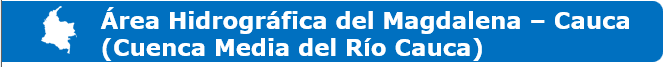 Área Hidrográfica del Magdalena – Cauca
(Cuenca Media del Río Cauca)